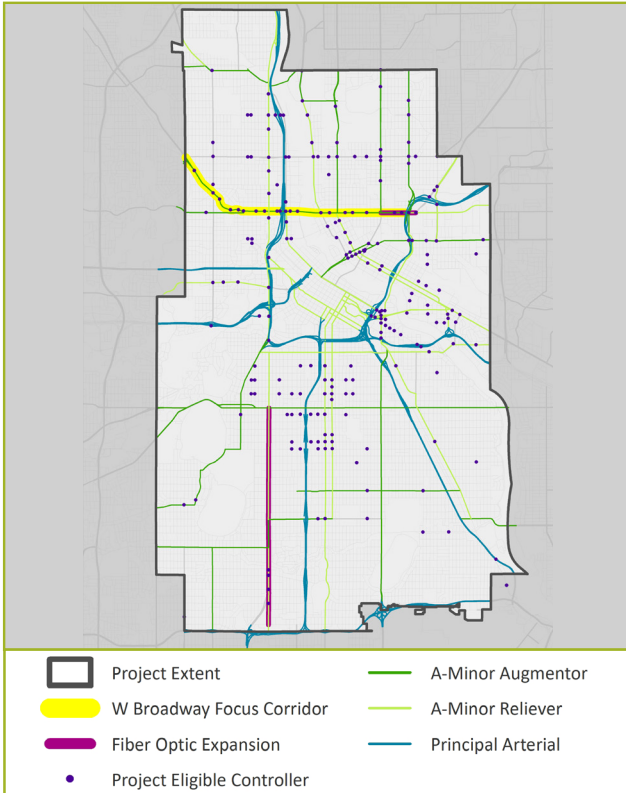 Project Extent
W Broadway Focus Corridor
Fiber Optic Expansion
Project Eligible Controller
A-Minor Augmentor
A-Minor Reliever
Principal Arterial